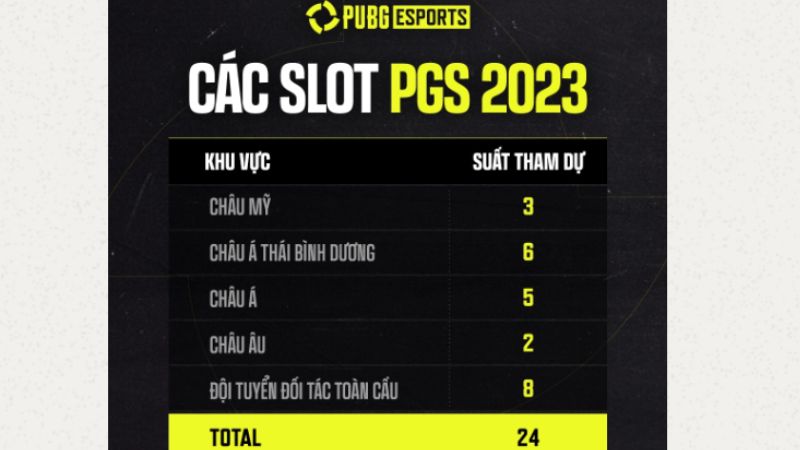 PUBG ESPORTS
CÁC SLOT PGS 2023
KHU VỰC SUẤT THAM DỰ
CHÂU MỸ 3
CHÂU Á THÁI BÌNH DƯƠNG 6
CHÂU Á 5
CHÂU ÂU 2
ĐỘI TUYỂN ĐỐI TÁC TOÀN CẦU 8
TOTAL 24